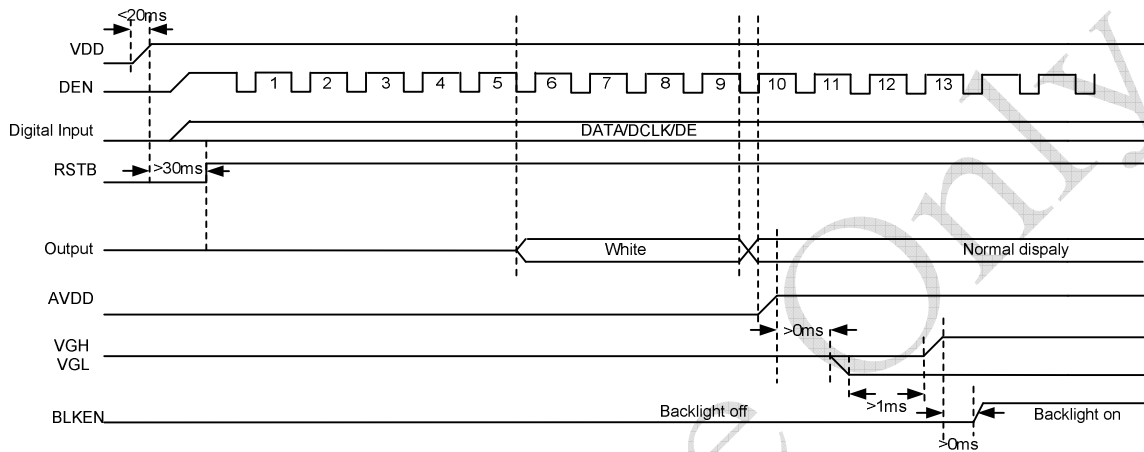 <20ms
VDD
DEN
1 2 3 4 5 6 7 8 9 10 11 12 13
Digital Input
DATA/DCLK/DE
RSTB
>30ms
Output
White
Normal dispaly
AVDD
>0ms
VGH
VGL
>1ms
BLKEN
Backlight off
Backlight on
>0ms
e Only